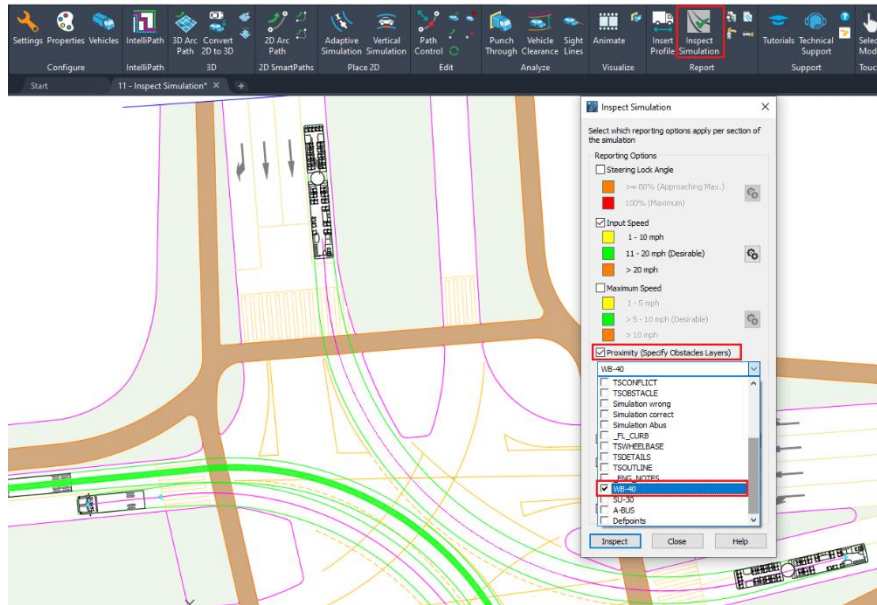 Settings Properties Vehicles IntelliPath 3D Arc Path Convert 2D to 3D 2D Arc Path Adaptive Simulation Vertical Simulation Path Control Punch Through Vehicle Clearance Sight Lines Animate Insert Profile Inspect Simulation Tutorials Technical Support
Configure IntelliPath 3D 2D SmartPaths Place 2D Edit Analyze Visualize Report Support
Start 11 - Inspect Simulation*
Inspect Simulation
Select which reporting options apply per section of
the simulation
Reporting Options
Steering Lock Angle
>= 60% (Approaching Max.)
100% (Maximum)
Input Speed
1 - 10 mph
11 - 20 mph (Desirable)
> 20 mph
Maximum Speed
1 - 5 mph
> 5 - 10 mph (Desirable)
> 10 mph
Proximity (Specify Obstacles Layers)
WB-40
TSCONFLICT
TSOBSTACLE
Simulation wrong
Simulation correct
Simulation Abus
_FL_CURB
TSWHEELBASE
TSDETAILS
TSOUTLINE
_ENG_NOTES
WB-40
SU-30
A-BUS
Defpoints
Inspect Close Help